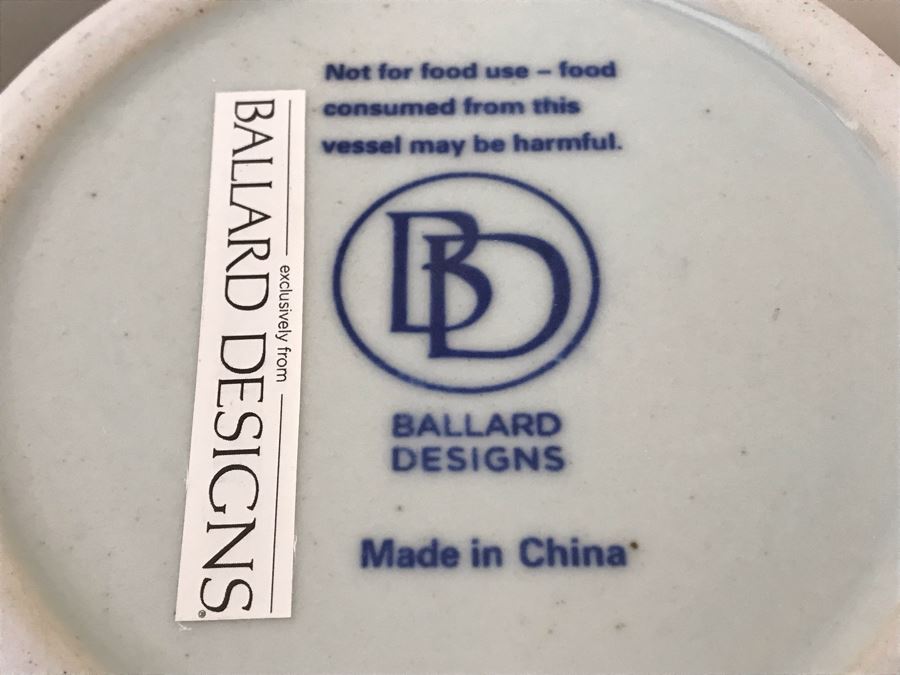 Not for food use – food
consumed from this
vessel may be harmful.
BD
BALLARD
DESIGNS
Made in China
exclusively from
BALLARD DESIGNS®